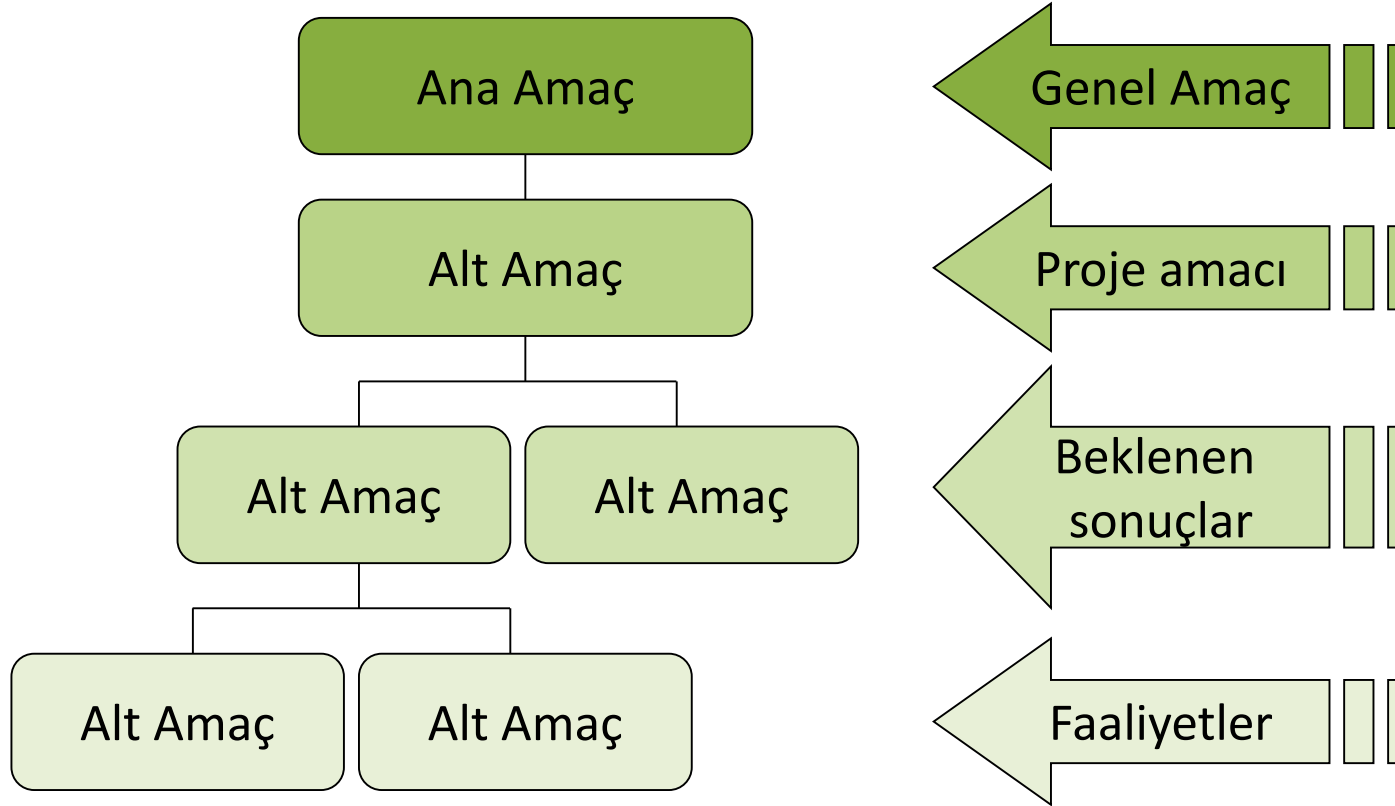 Ana Amaç
Genel Amaç
Alt Amaç
Proje amacı
Alt Amaç
Alt Amaç
Beklenen
sonuçlar
Alt Amaç
Alt Amaç
Faaliyetler